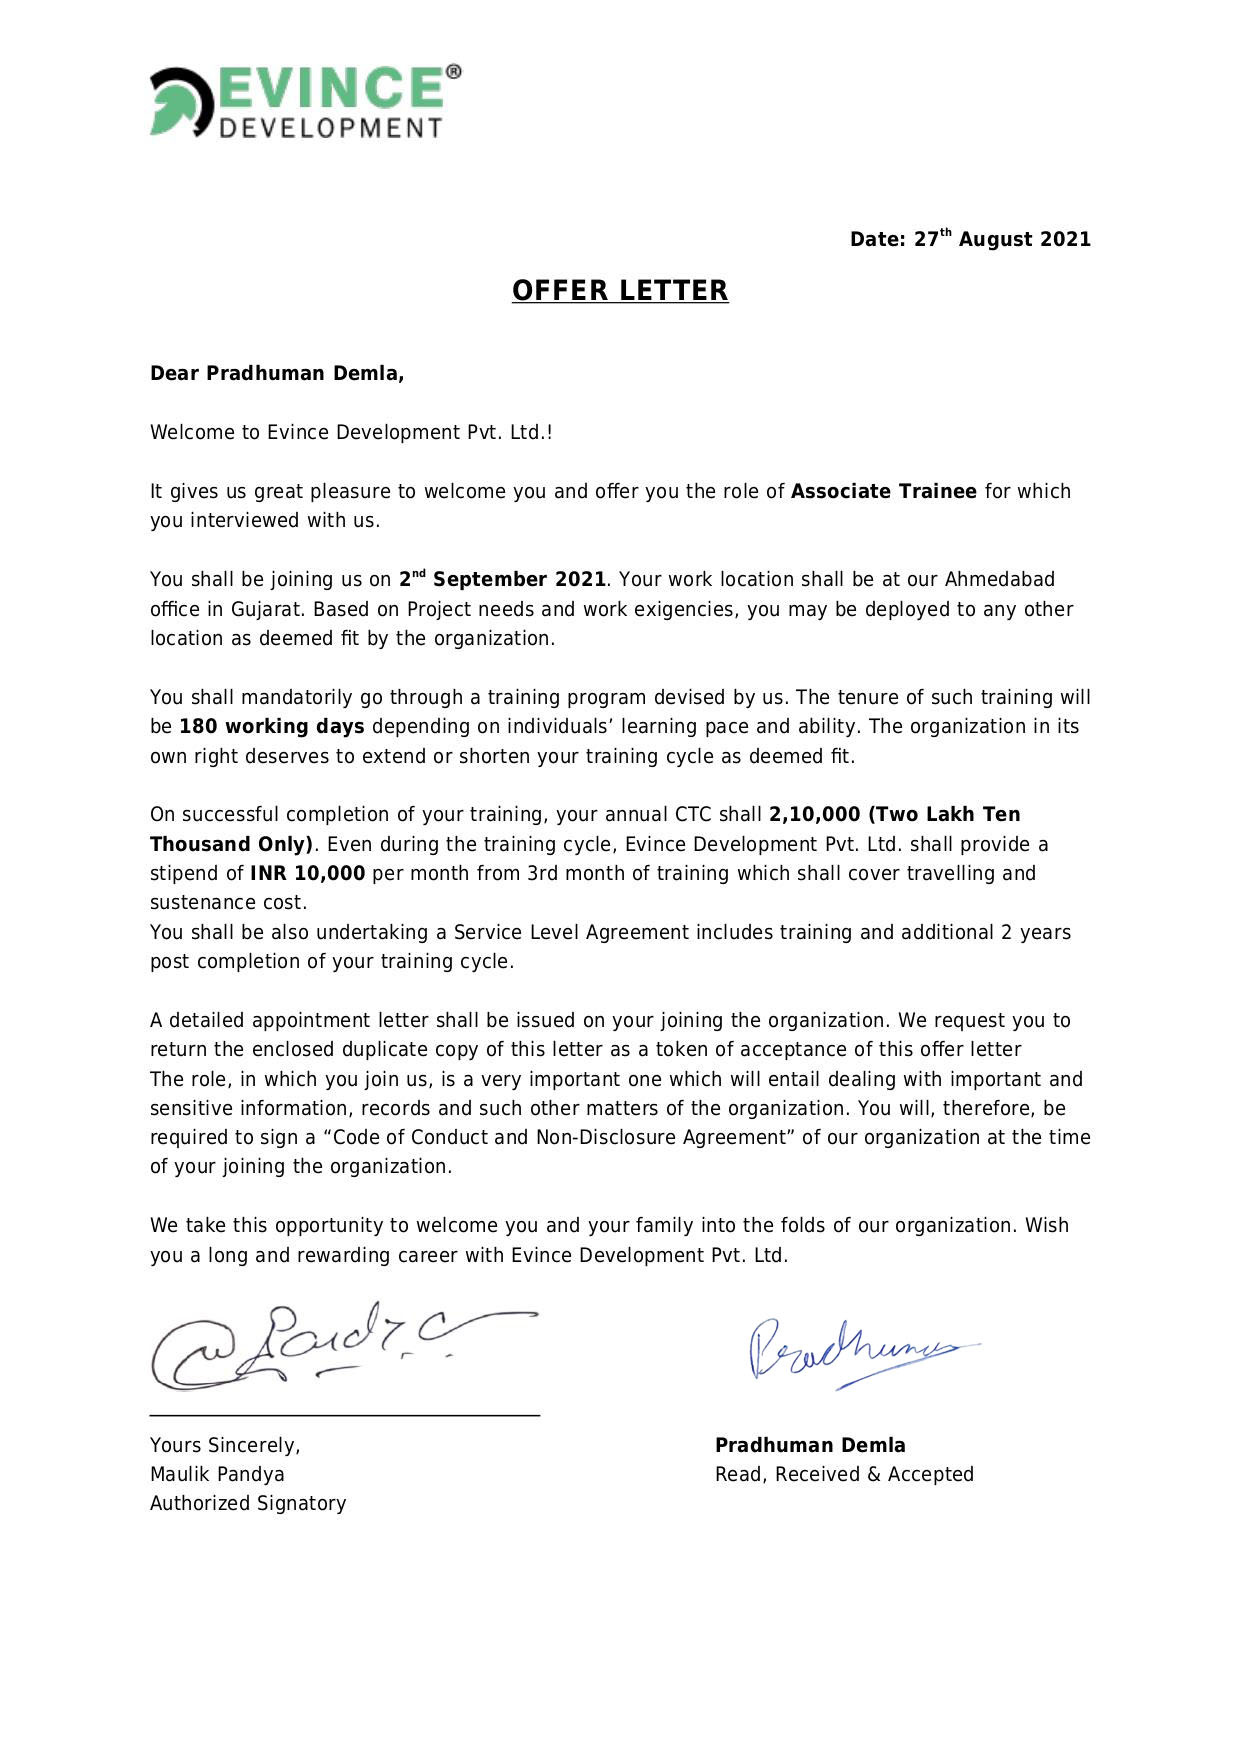 EVINCE®
DEVELOPMENT
Date: 27th August 2021
OFFER LETTER
Dear Pradhuman Demla,
Welcome to Evince Development Pvt. Ltd.!
It gives us great pleasure to welcome you and offer you the role of Associate Trainee for which
you interviewed with us.
You shall be joining us on 2nd September 2021. Your work location shall be at our Ahmedabad
office in Gujarat. Based on Project needs and work exigencies, you may be deployed to any other
location as deemed fit by the organization.
You shall mandatorily go through a training program devised by us. The tenure of such training will
be 180 working days depending on individuals’ learning pace and ability. The organization in its
own right deserves to extend or shorten your training cycle as deemed fit.
On successful completion of your training, your annual CTC shall 2,10,000 (Two Lakh Ten
Thousand Only). Even during the training cycle, Evince Development Pvt. Ltd. shall provide a
stipend of INR 10,000 per month from 3rd month of training which shall cover travelling and
sustenance cost.
You shall be also undertaking a Service Level Agreement includes training and additional 2 years
post completion of your training cycle.
A detailed appointment letter shall be issued on your joining the organization. We request you to
return the enclosed duplicate copy of this letter as a token of acceptance of this offer letter
The role, in which you join us, is a very important one which will entail dealing with important and
sensitive information, records and such other matters of the organization. You will, therefore, be
required to sign a “Code of Conduct and Non-Disclosure Agreement” of our organization at the time
of your joining the organization.
We take this opportunity to welcome you and your family into the folds of our organization. Wish
you a long and rewarding career with Evince Development Pvt. Ltd.
Yours Sincerely,
Maulik Pandya
Authorized Signatory
Pradhuman
Pradhuman Demla
Read, Received & Accepted